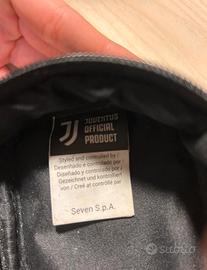 JUVENTUS
OFFICIAL
PRODUCT
Styled and controlled by /
Desenhado e controlado por /
Diseñado y controlado por /
Gezeichnet und kontrolliert
von / Créé et contrôlé par
Seven S.p.A.
subito